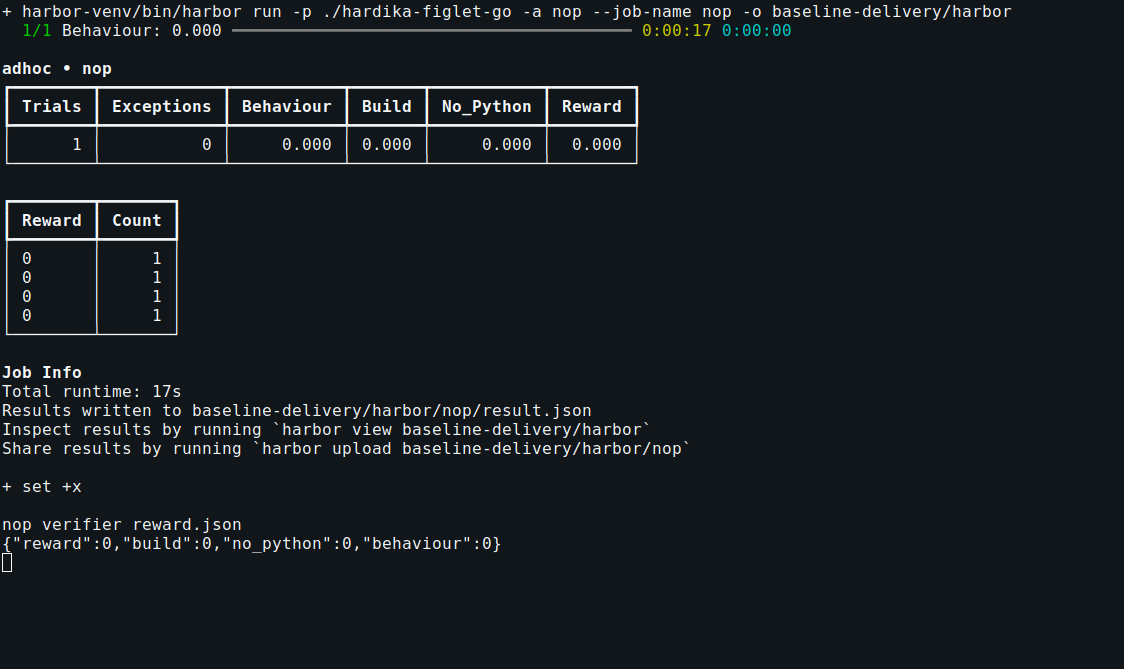 + harbor-venv/bin/harbor run -p ./hardika-figlet-go -a nop --job-name nop -o baseline-delivery/harbor
1/1 Behaviour: 0.000 0:00:17 0:00:00
adhoc • nop
Trials Exceptions Behaviour Build No_Python Reward
1 0 0.000 0.000 0.000 0.000
Reward Count
0 1
0 1
0 1
0 1
Job Info
Total runtime: 17s
Results written to baseline-delivery/harbor/nop/result.json
Inspect results by running `harbor view baseline-delivery/harbor`
Share results by running `harbor upload baseline-delivery/harbor/nop`
+ set +x
nop verifier reward.json
{"reward":0,"build":0,"no_python":0,"behaviour":0}